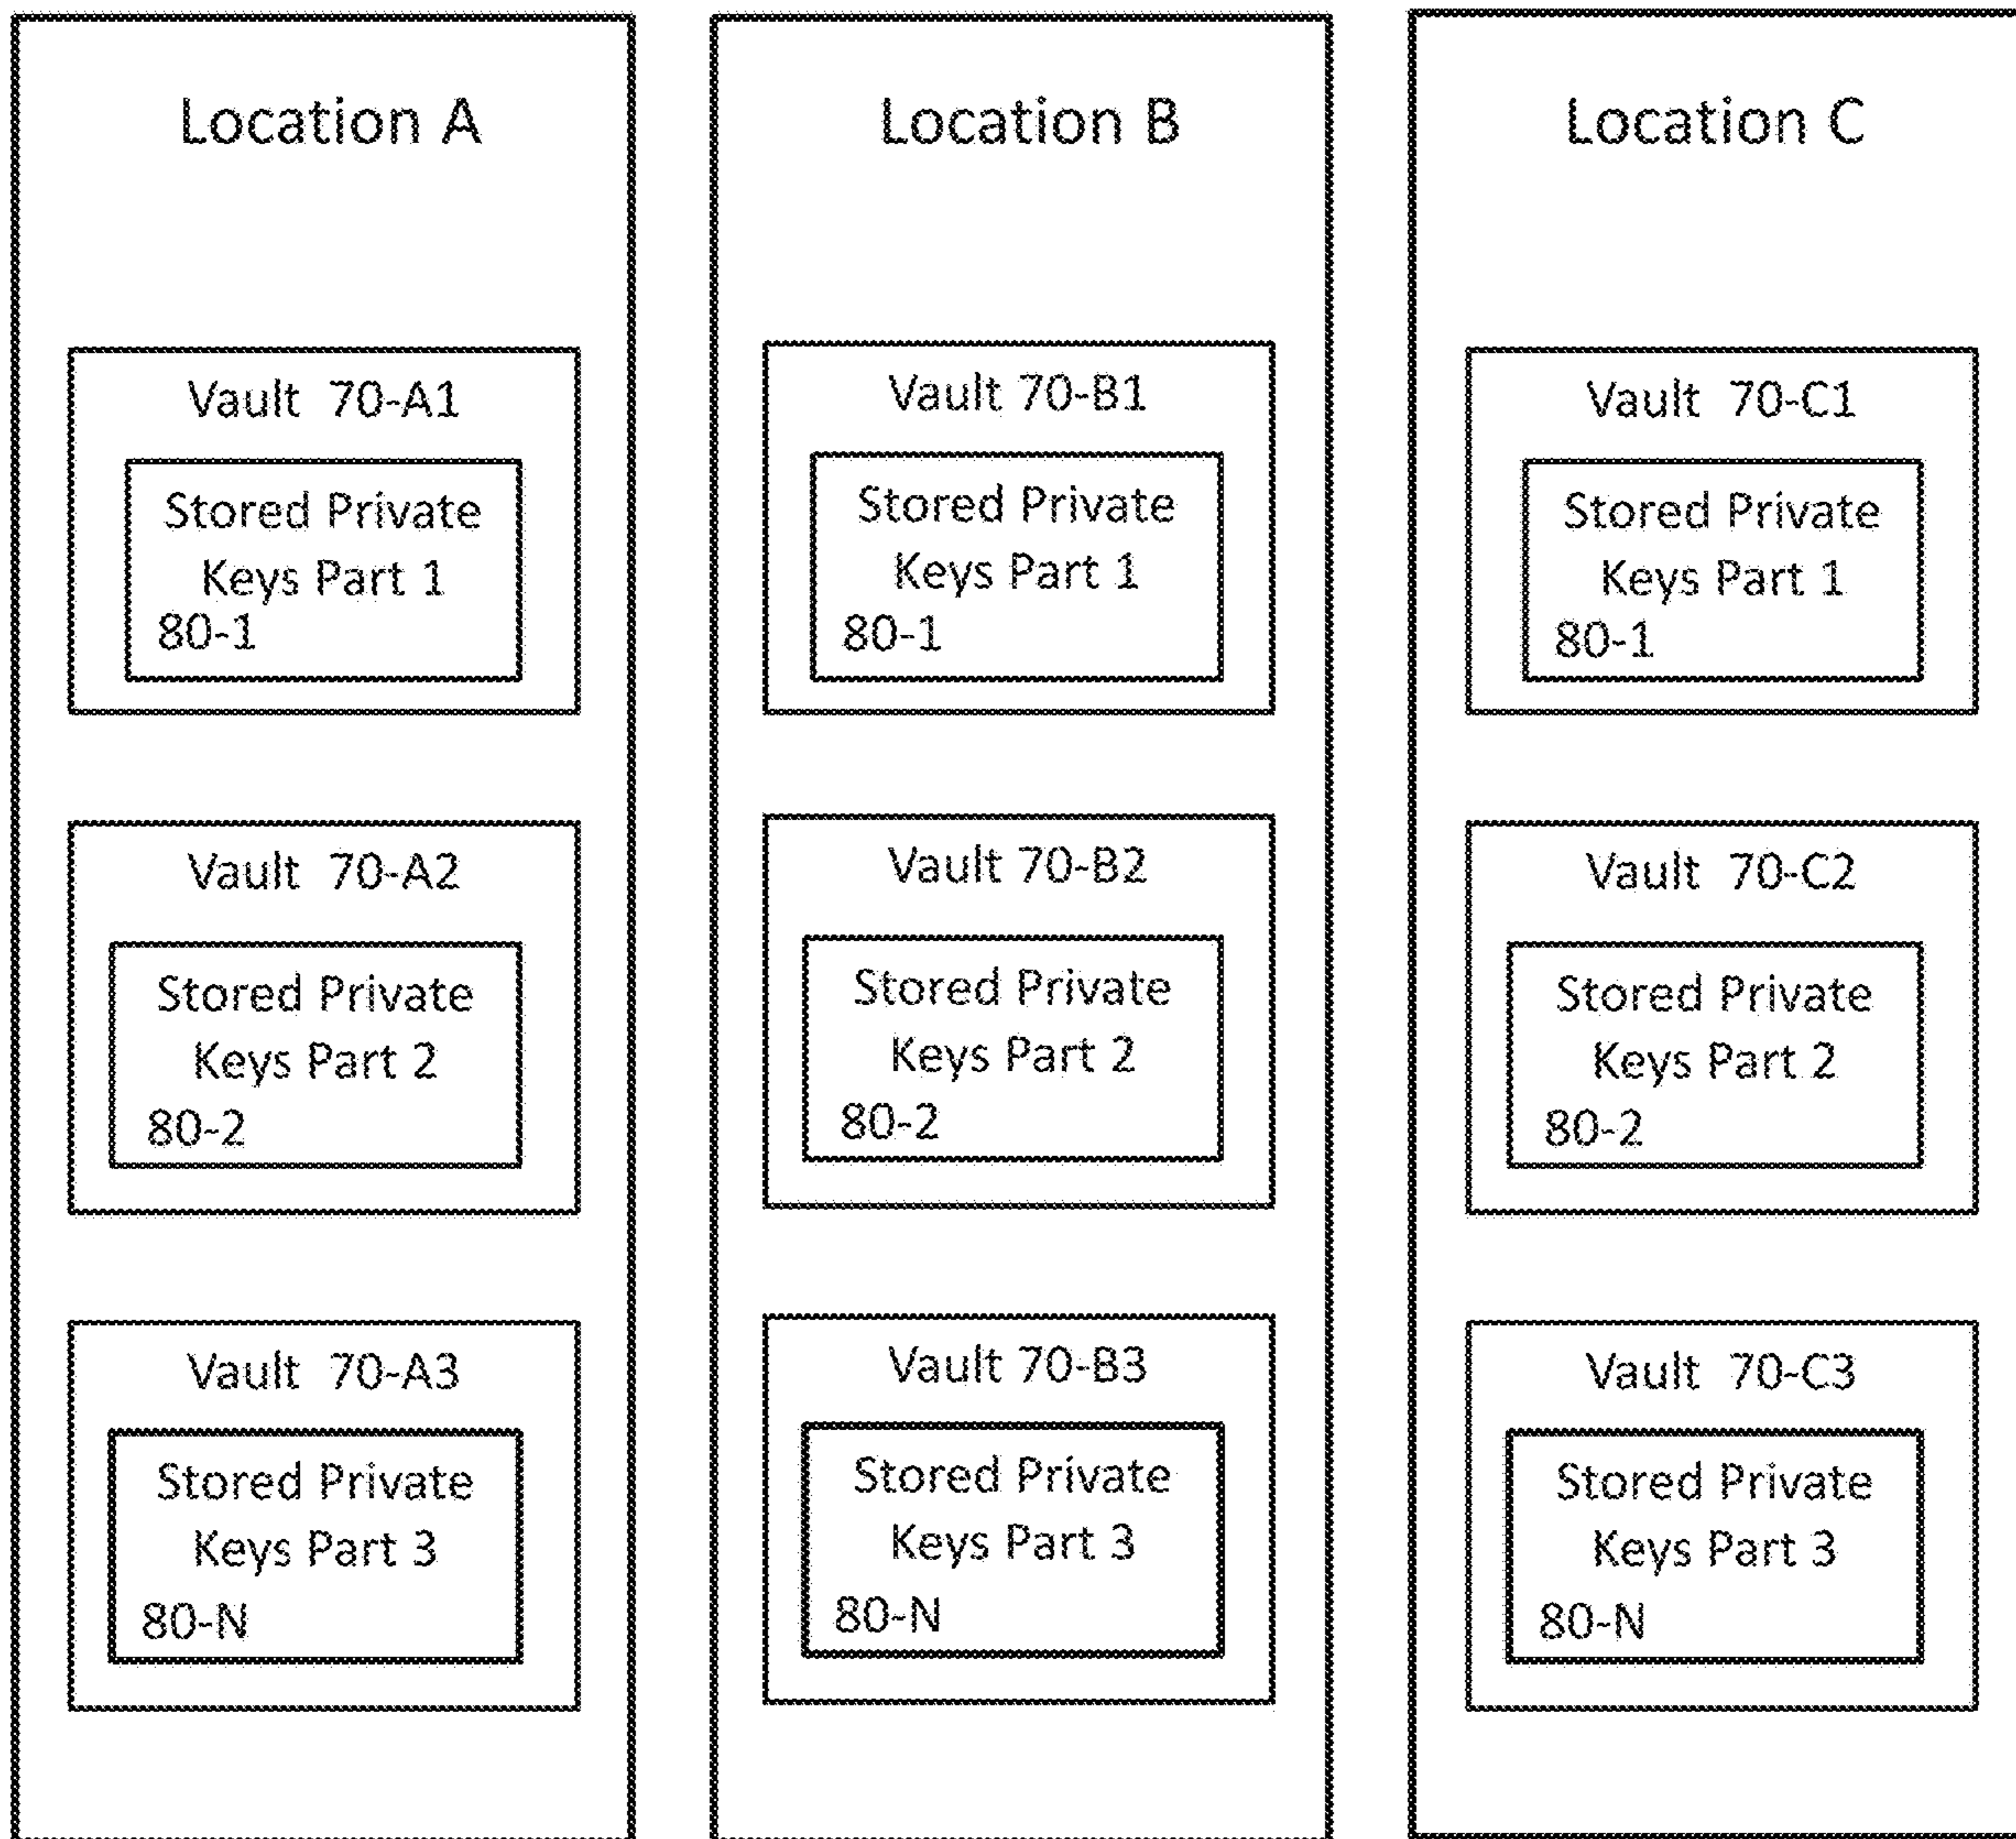 Location A
Vault 70-A1
Stored Private
Keys Part 1
80-1
Vault 70-A2
Stored Private
Keys Part 2
80-2
Vault 70-A3
Stored Private
Keys Part 3
80-N
Location B
Vault 70-B1
Stored Private
Keys Part 1
80-1
Vault 70-B2
Stored Private
Keys Part 2
80-2
Vault 70-B3
Stored Private
Keys Part 3
80-N
Location C
Vault 70-C1
Stored Private
Keys Part 1
80-1
Vault 70-C2
Stored Private
Keys Part 2
80-2
Vault 70-C3
Stored Private
Keys Part 3
80-N